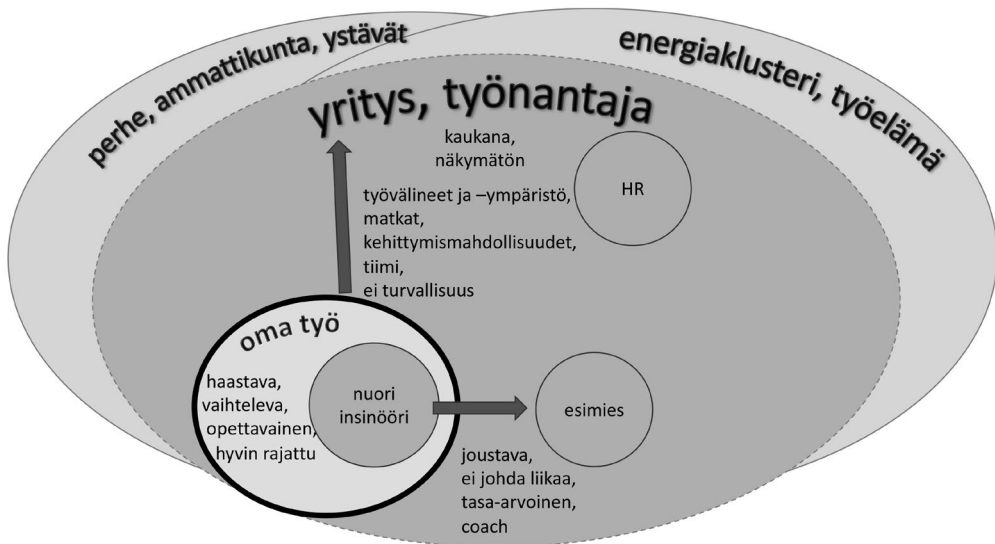 perhe, ammattikunta, ystävät
energiaklusteri, työelämä
yritys, työnantaja
kaukana,
näkymätön
HR
työvälineet ja –ympäristö,
matkat,
kehittymismahdollisuudet,
tiimi,
ei turvallisuus
oma työ
haastava,
vaihteleva,
opettavainen,
hyvin rajattu
nuori
insinööri
esimies
joustava,
ei johda liikaa,
tasa-arvoinen,
coach